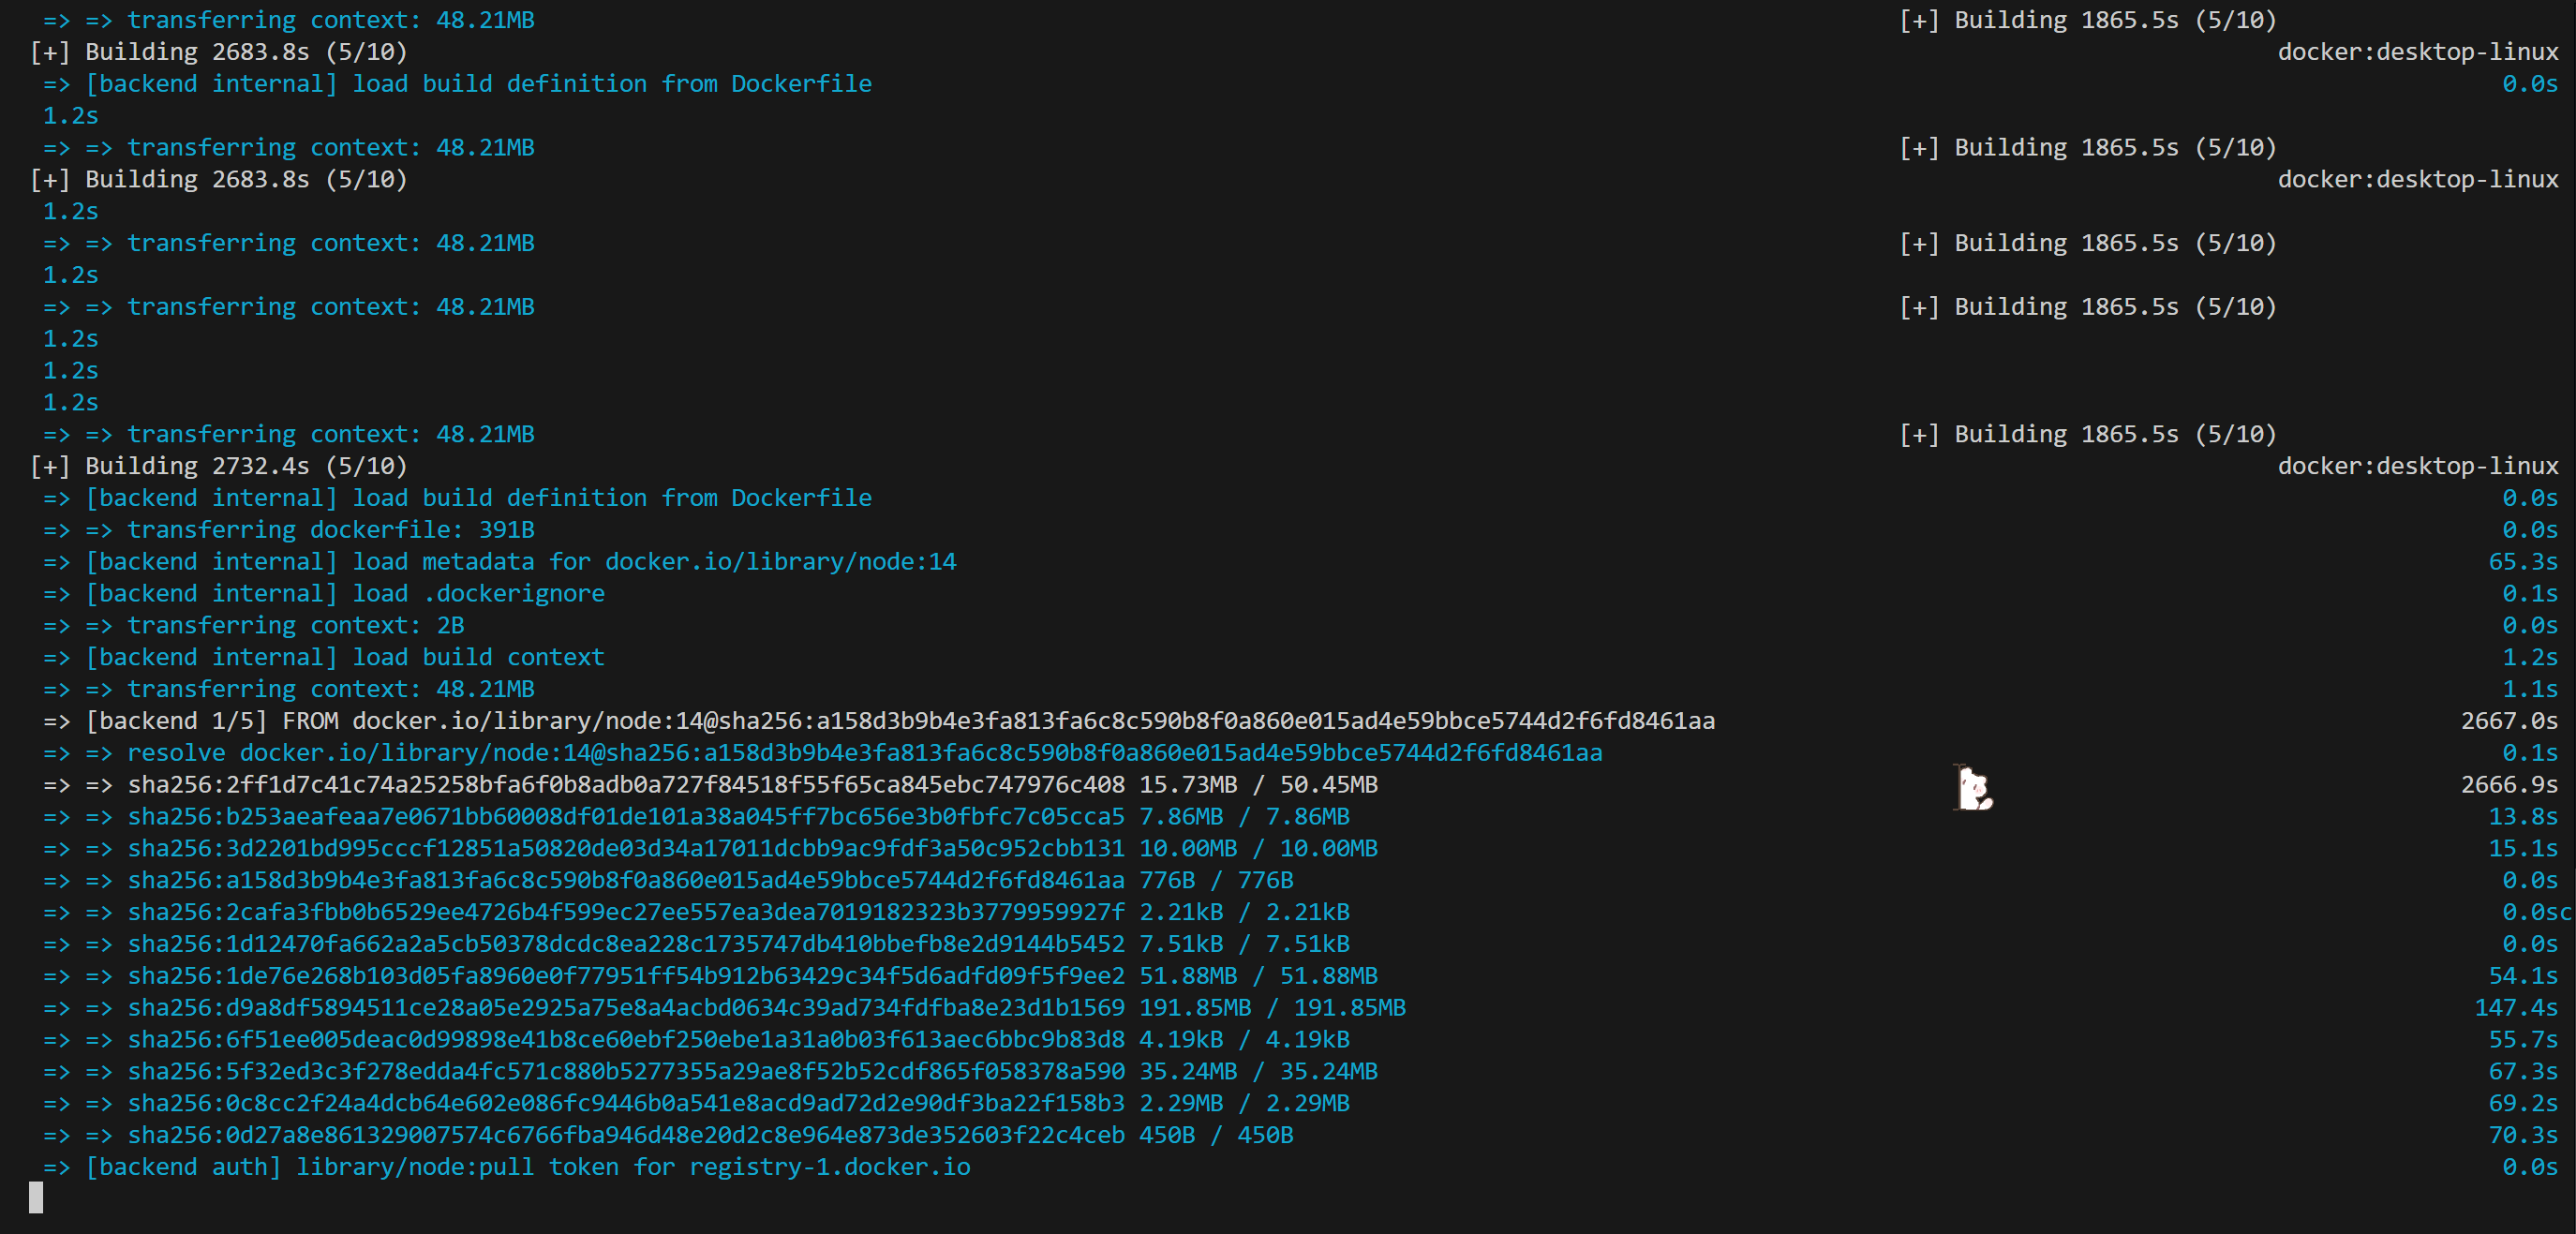 => => transferring context: 48.21MB [+] Building 1865.5s (5/10)
[+] Building 2683.8s (5/10) docker:desktop-linux
=> [backend internal] load build definition from Dockerfile 0.0s
1.2s
=> => transferring context: 48.21MB [+] Building 1865.5s (5/10)
[+] Building 2683.8s (5/10) docker:desktop-linux
1.2s
=> => transferring context: 48.21MB [+] Building 1865.5s (5/10)
1.2s
=> => transferring context: 48.21MB [+] Building 1865.5s (5/10)
1.2s
1.2s
1.2s
=> => transferring context: 48.21MB [+] Building 1865.5s (5/10)
[+] Building 2732.4s (5/10) docker:desktop-linux
=> [backend internal] load build definition from Dockerfile 0.0s
=> => transferring dockerfile: 391B 0.0s
=> [backend internal] load metadata for docker.io/library/node:14 65.3s
=> [backend internal] load .dockerignore 0.1s
=> => transferring context: 2B 0.0s
=> [backend internal] load build context 1.2s
=> => transferring context: 48.21MB 1.1s
=> [backend 1/5] FROM docker.io/library/node:14@sha256:a158d3b9b4e3fa813fa6c8c590b8f0a860e015ad4e59bbce5744d2f6fd8461aa 2667.0s
=> => resolve docker.io/library/node:14@sha256:a158d3b9b4e3fa813fa6c8c590b8f0a860e015ad4e59bbce5744d2f6fd8461aa 0.1s
=> => sha256:2ff1d7c41c74a25258bfa6f0b8adb0a727f84518f55f65ca845ebc747976c408 15.73MB / 50.45MB 2666.9s
=> => sha256:b253aeafeaa7e0671bb60008df01de101a38a045ff7bc656e3b0fbfc7c05cca5 7.86MB / 7.86MB 13.8s
=> => sha256:3d2201bd995cccf12851a50820de03d34a17011dcbb9ac9fdf3a50c952cbb131 10.00MB / 10.00MB 15.1s
=> => sha256:a158d3b9b4e3fa813fa6c8c590b8f0a860e015ad4e59bbce5744d2f6fd8461aa 776B / 776B 0.0s
=> => sha256:2cafa3fbb0b6529ee4726b4f599ec27ee557ea3dea7019182323b3779959927f 2.21kB / 2.21kB 0.0sc
=> => sha256:1d12470fa662a2a5cb50378dcdc8ea228c1735747db410bbefb8e2d9144b5452 7.51kB / 7.51kB 0.0s
=> => sha256:1de76e268b103d05fa8960e0f77951ff54b912b63429c34f5d6adfd09f5f9ee2 51.88MB / 51.88MB 54.1s
=> => sha256:d9a8df5894511ce28a05e2925a75e8a4acbd0634c39ad734fdfba8e23d1b1569 191.85MB / 191.85MB 147.4s
=> => sha256:6f51ee005deac0d99898e41b8ce60ebf250ebe1a31a0b03f613aec6bbc9b83d8 4.19kB / 4.19kB 55.7s
=> => sha256:5f32ed3c3f278edda4fc571c880b5277355a29ae8f52b52cdf865f058378a590 35.24MB / 35.24MB 67.3s
=> => sha256:0c8cc2f24a4dcb64e602e086fc9446b0a541e8acd9ad72d2e90df3ba22f158b3 2.29MB / 2.29MB 69.2s
=> => sha256:0d27a8e861329007574c6766fba946d48e20d2c8e964e873de352603f22c4ceb 450B / 450B 70.3s
=> [backend auth] library/node:pull token for registry-1.docker.io 0.0s